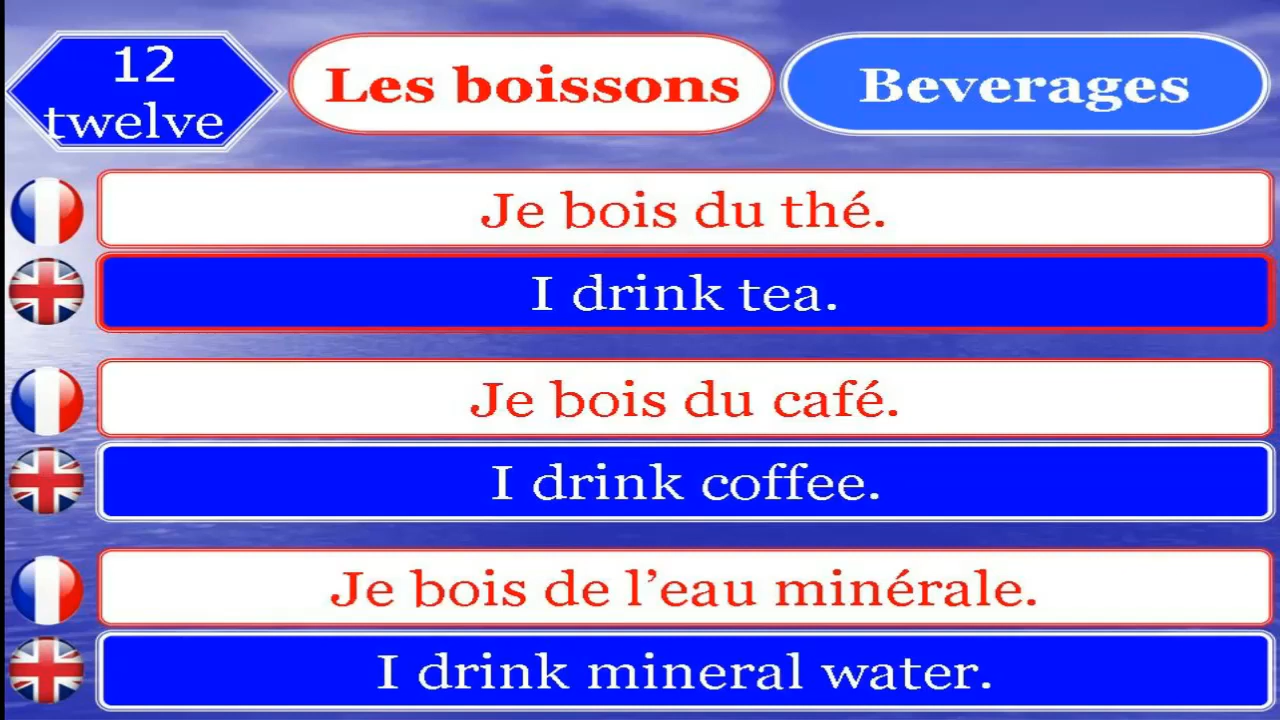 12
twelve
Les boissons
Beverages
Je bois du thé.
I drink tea.
Je bois du café.
I drink coffee.
Je bois de l’eau minérale.
I drink mineral water.